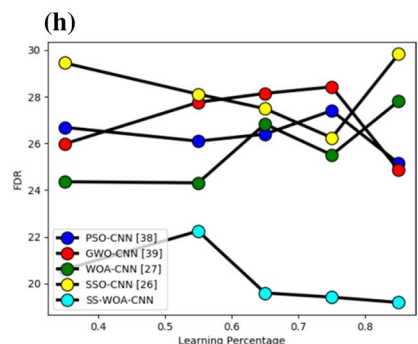 (h)
30
28
26
24
22
20
FDR
PSO-CNN [38]
GWO-CNN [39]
WOA-CNN [27]
SSO-CNN [26]
SS-WOA-CNN
0.4 0.5 0.6 0.7 0.8
Learning Percentage